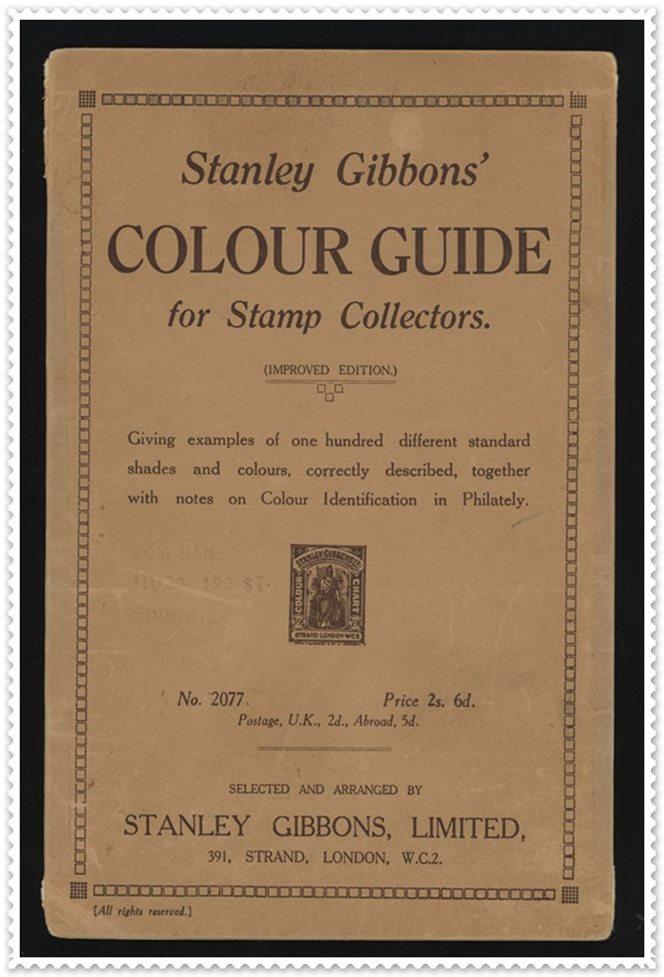 Stanley Gibbons'
COLOUR GUIDE
for Stamp Collectors.
(IMPROVED EDITION.)
Giving examples of one hundred different standard
shades and colours, correctly described, together
with notes on Colour Identification in Philately.
STANLEY GIBBONS LD
COLOUR
CHART
STRAND LONDON WC2
No. 2077.
Price 2s. 6d.
Postage, U.K., 2d., Abroad, 5d.
SELECTED AND ARRANGED BY
STANLEY GIBBONS, LIMITED,
391, STRAND, LONDON, W.C.2.
[All rights reserved.]